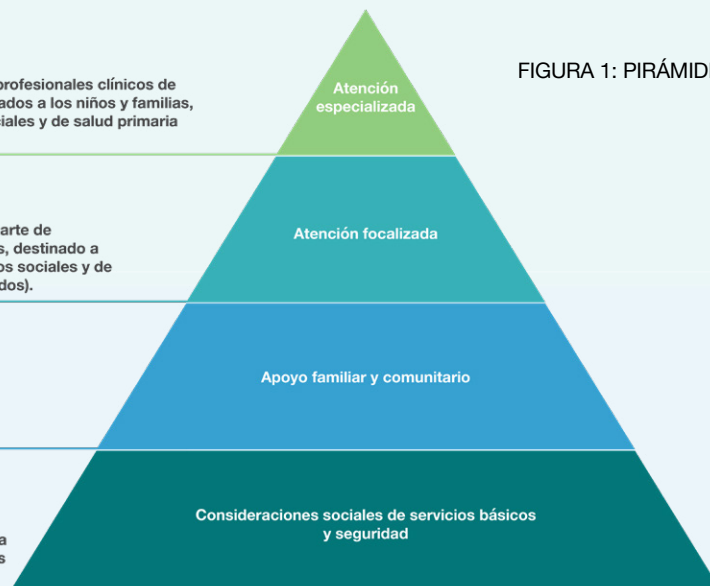 FIGURA 1: PIRÁMID
profesionales clínicos de
ados a los niños y familias,
ciales y de salud primaria
Atención
especializada
arte de
s, destinado a
os sociales y de
dos).
Atención focalizada
Apoyo familiar y comunitario
a
s
Consideraciones sociales de servicios básicos
y seguridad